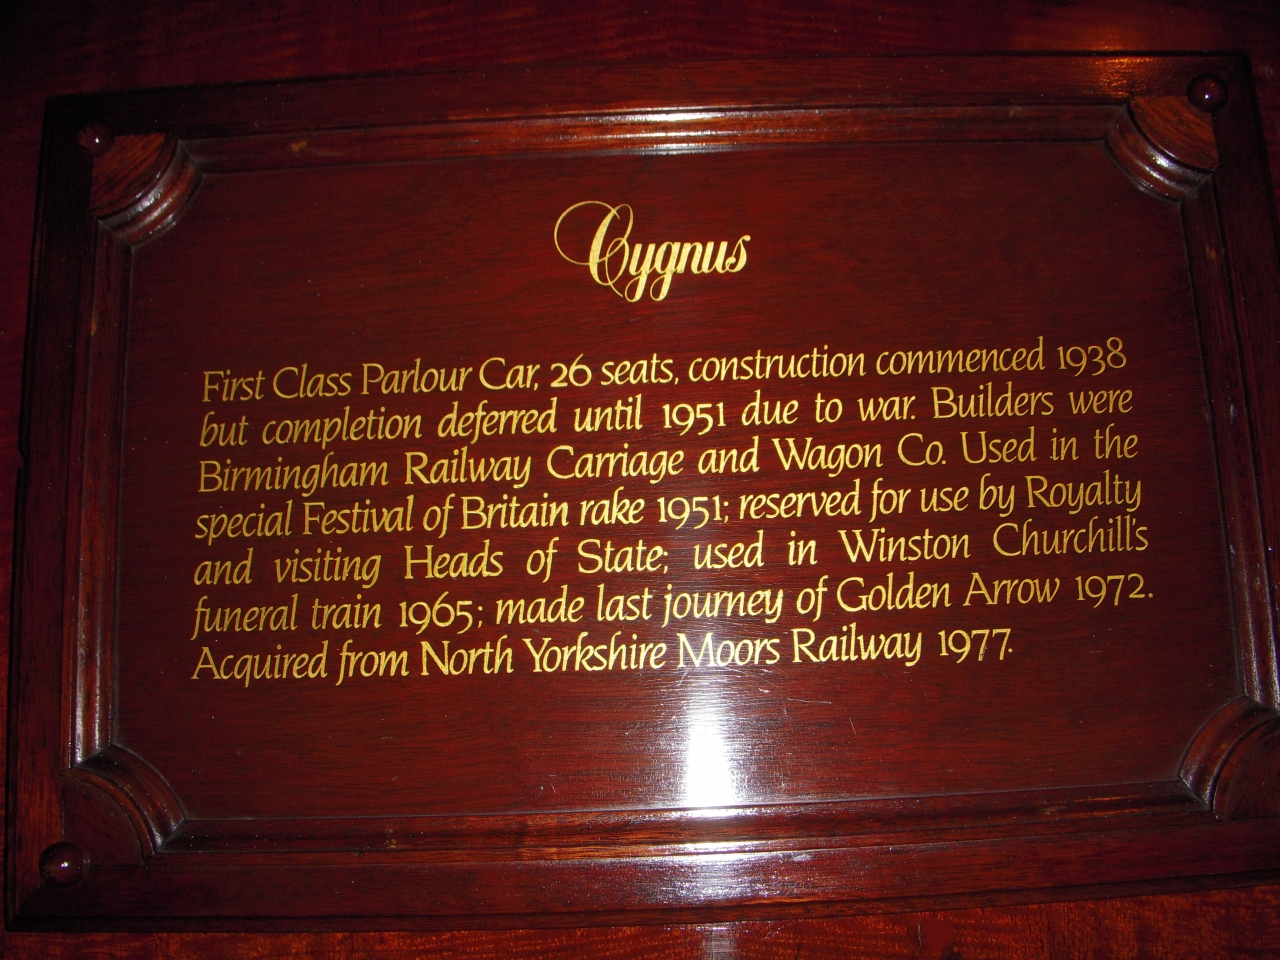 Cygnus
First Class Parlour Car, 26 seats, construction commenced 1938
but completion deferred until 1951 due to war. Builders were
Birmingham Railway Carriage and Wagon Co. Used in the
special Festival of Britain rake 1951; reserved for use by Royalty
and visiting Heads of State; used in Winston Churchill's
funeral train 1965; made last journey of Golden Arrow 1972.
Acquired from North Yorkshire Moors Railway 1977.